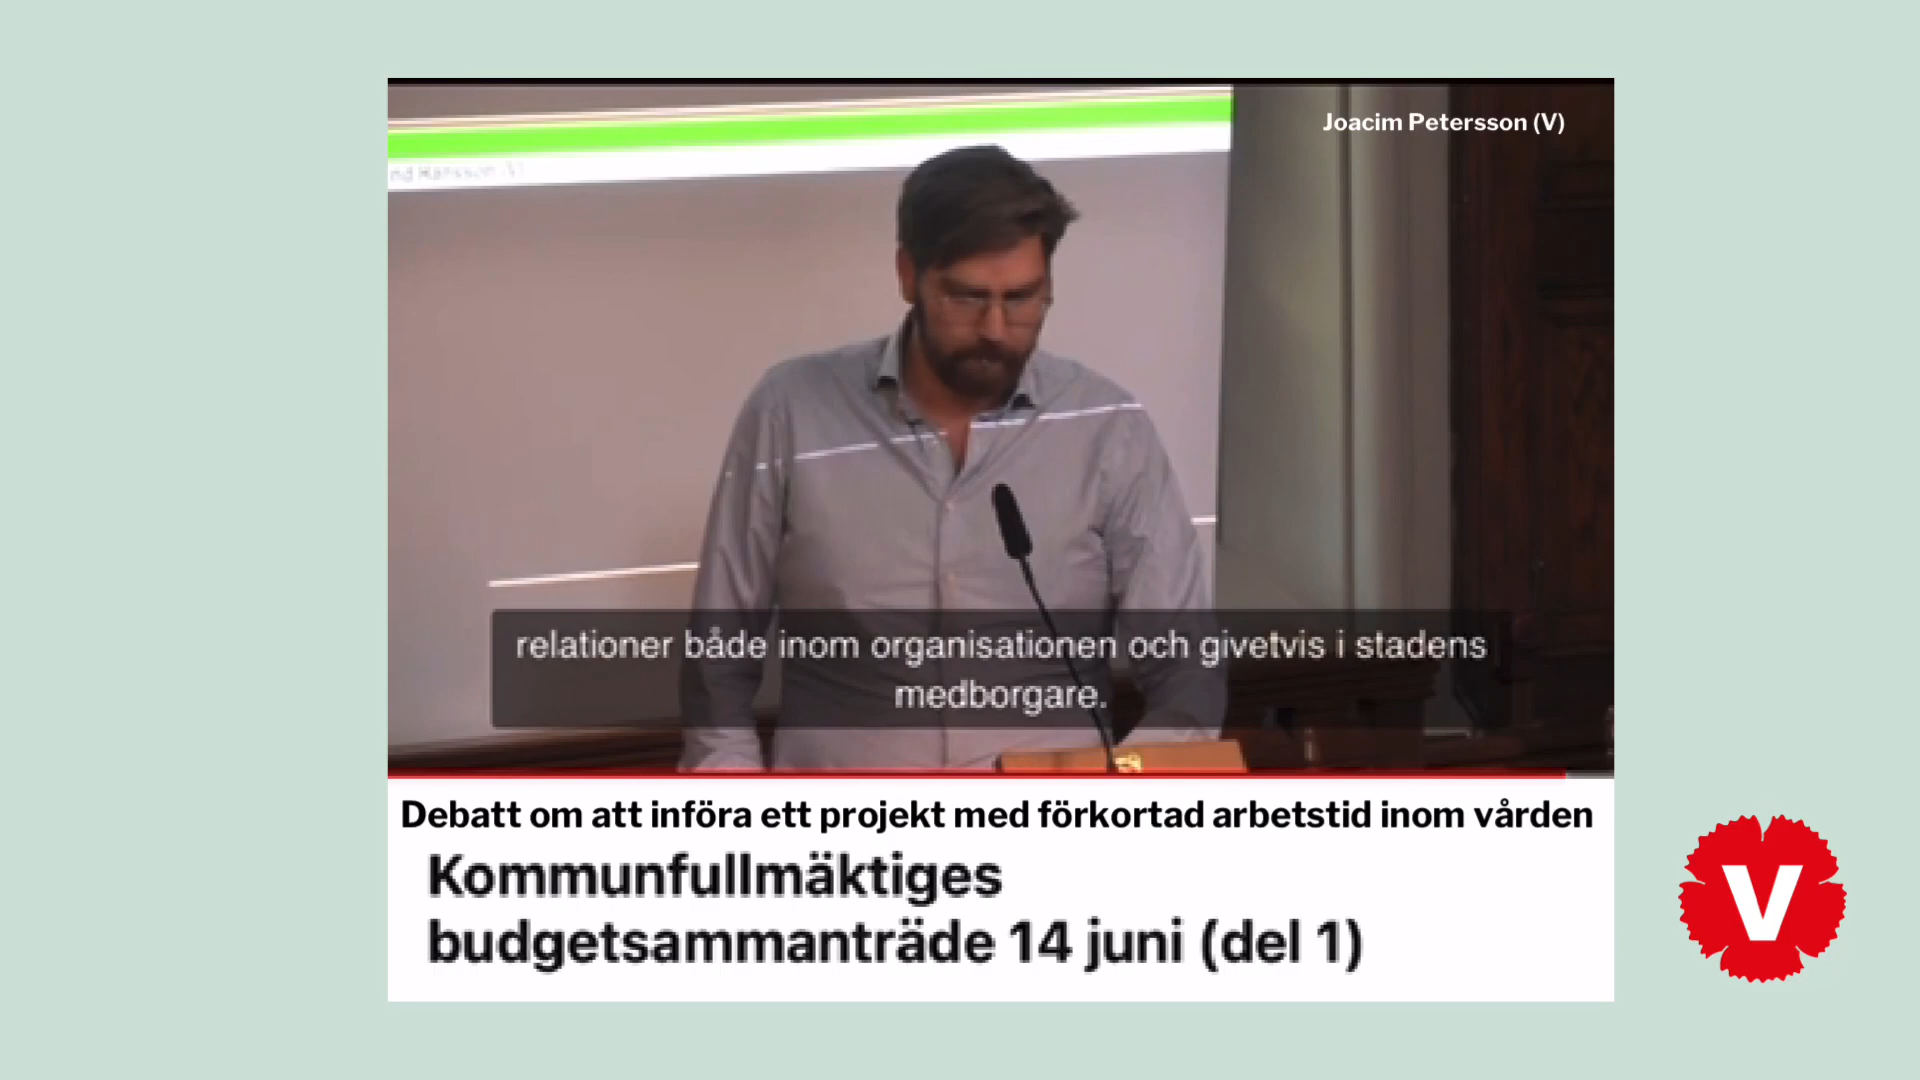 Joacim Petersson (V)
relationer både inom organisationen och givetvis i stadens
medborgare.
Debatt om att införa ett projekt med förkortad arbetstid inom vården
Kommunfullmäktiges
budgetsammanträde 14 juni (del 1)
V